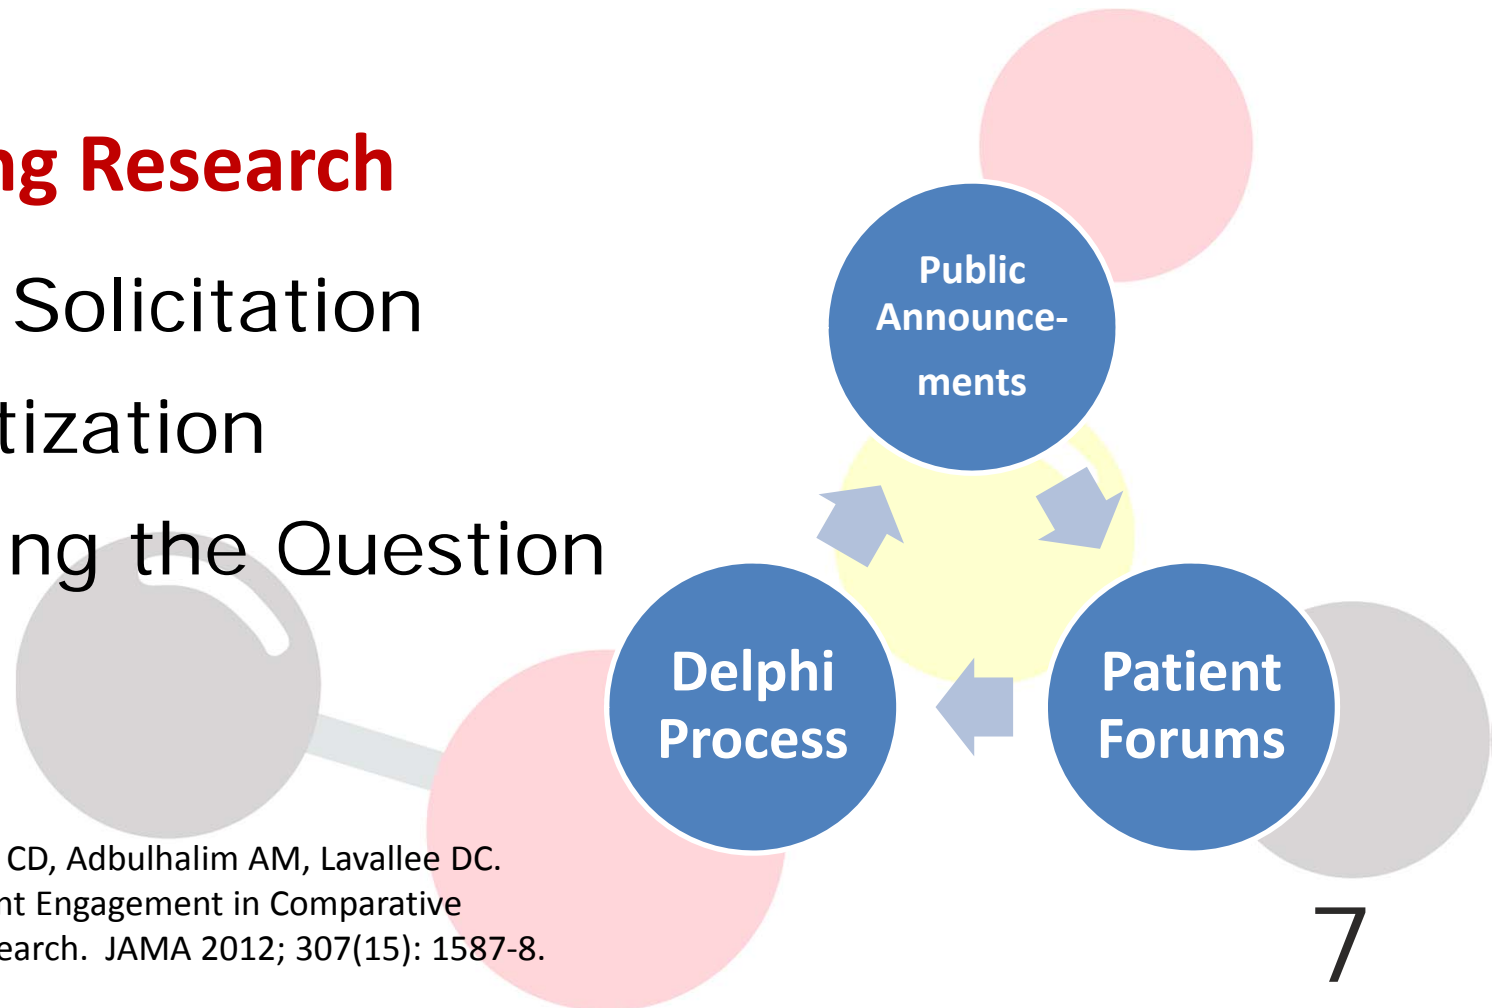 ng Research
Solicitation
tization
ng the Question
Public
Announce-
ments
Delphi
Process
Patient
Forums
CD, Adbulhalim AM, Lavallee DC.
nt Engagement in Comparative
earch.  JAMA 2012; 307(15): 1587-8.
7